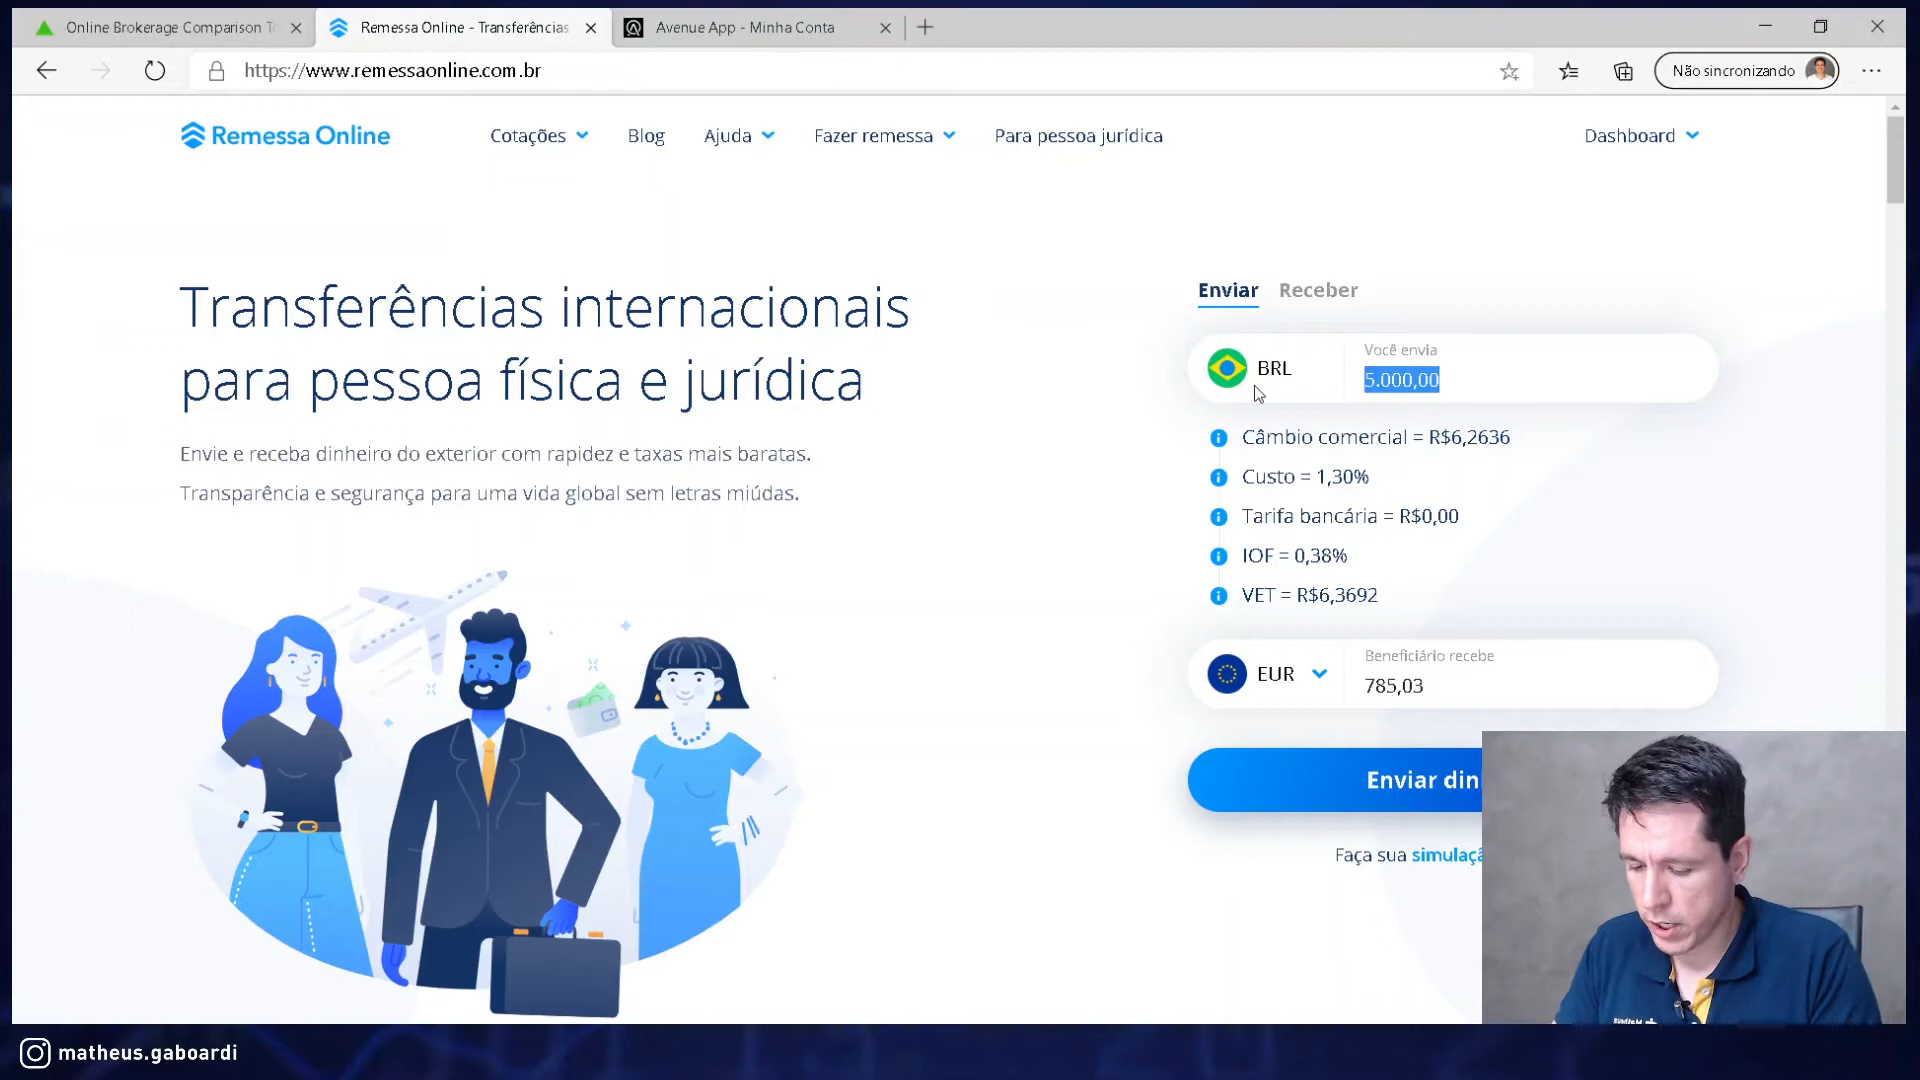 Online Brokerage Comparison T
Remessa Online - Transferências
Avenue App - Minha Conta
https://www.remessaonline.com.br
Não sincronizando
Remessa Online
Cotações
Blog
Ajuda
Fazer remessa
Para pessoa jurídica
Dashboard
Transferências internacionais
para pessoa física e jurídica
Envie e receba dinheiro do exterior com rapidez e taxas mais baratas.
Transparência e segurança para uma vida global sem letras miúdas.
Enviar
Receber
BRL
Você envia
5.000,00
Câmbio comercial = R$6,2636
Custo = 1,30%
Tarifa bancária = R$0,00
IOF = 0,38%
VET = R$6,3692
EUR
Beneficiário recebe
785,03
Enviar din
Faça sua simulaçã
matheus.gaboardi